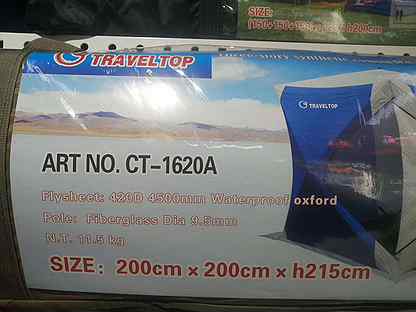 SIZE:
h200cm
TRAVELTOP
TRAVELTOP
ART NO. CT-1620A
Flysheet: 420D 4500mm Waterproof oxford
Pole: Fiberglass Dia 9.5mm
N.T. 11.5 kg
SIZE: 200cm × 200cm × h215cm